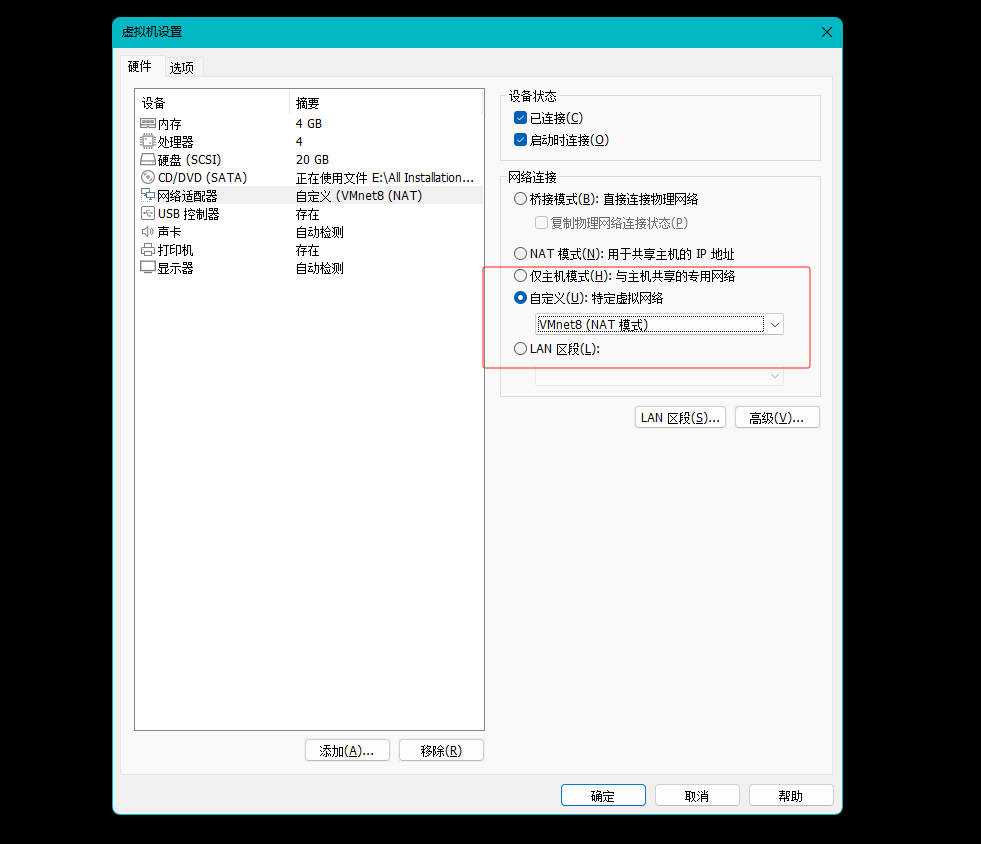 虚拟机设置
硬件 选项
设备 摘要
内存 4 GB
处理器 4
硬盘 (SCSI) 20 GB
CD/DVD (SATA) 正在使用文件 E:\All Installation...
网络适配器 自定义 (VMnet8 (NAT)
USB 控制器 存在
声卡 自动检测
打印机 存在
显示器 自动检测
添加(A)... 移除(R)
设备状态
已连接(C)
启动时连接(O)
网络连接
桥接模式(B): 直接连接物理网络
复制物理网络连接状态(P)
NAT 模式(N): 用于共享主机的 IP 地址
仅主机模式(H): 与主机共享的专用网络
自定义(U): 特定虚拟网络
VMnet8 (NAT 模式)
LAN 区段(L):
LAN 区段(S)... 高级(V)...
确定 取消 帮助